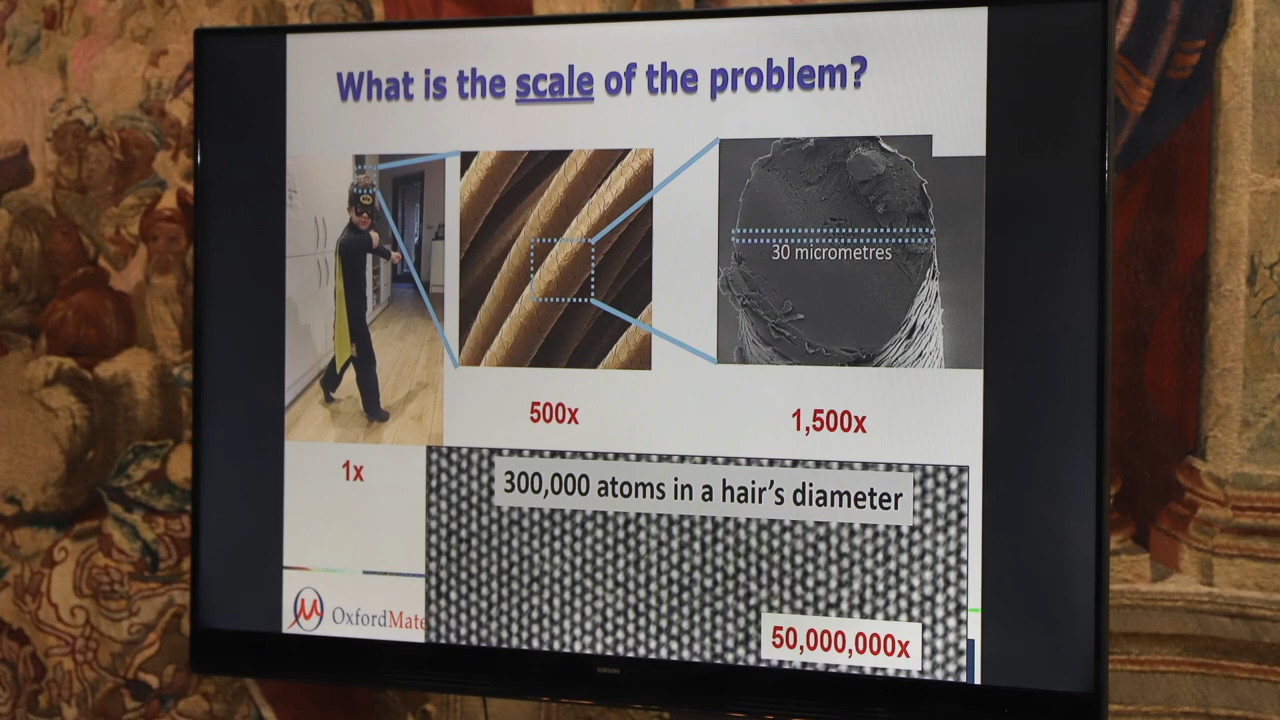 What is the scale of the problem?
30 micrometres
500x
1,500x
1x
300,000 atoms in a hair's diameter
50,000,000x
OxfordMate
SAMSUNG